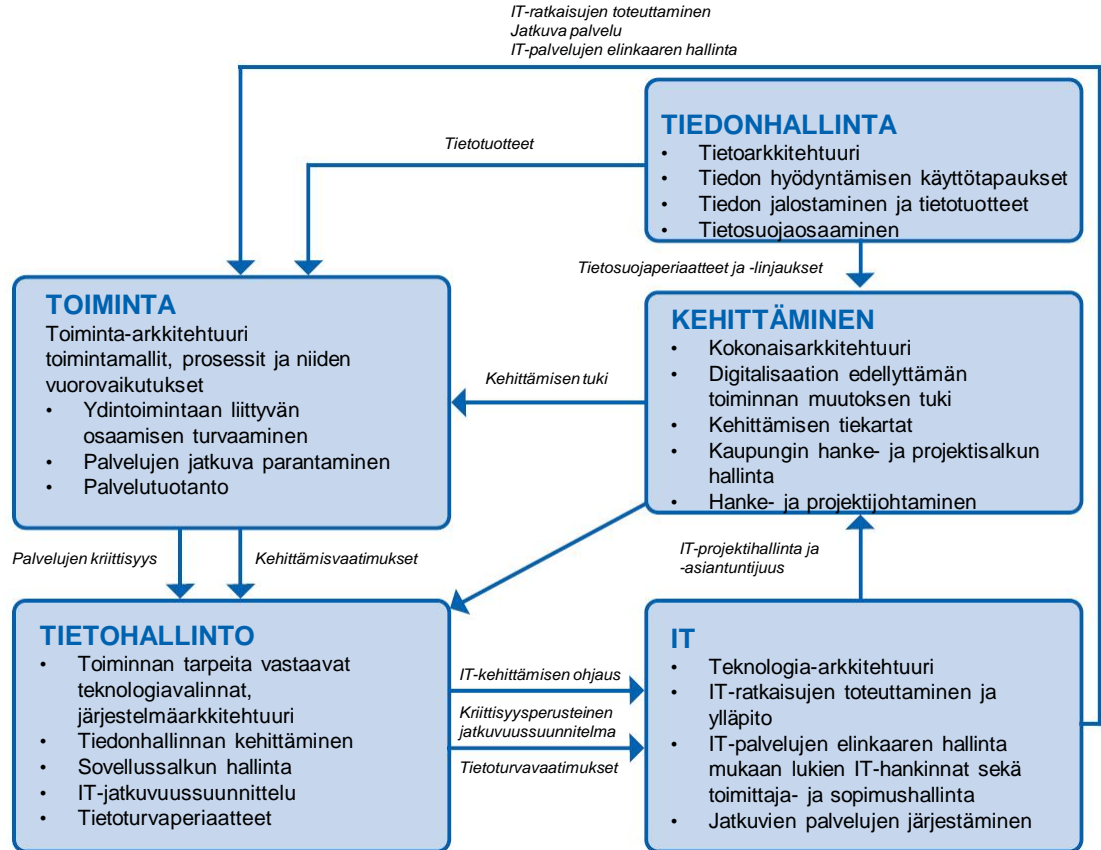 IT-ratkaisujen toteuttaminen
Jatkuva palvelu
IT-palvelujen elinkaaren hallinta
TIEDONHALLINTA
• Tietoarkkitehtuuri
• Tiedon hyödyntämisen käyttötapaukset
• Tiedon jalostaminen ja tietotuotteet
• Tietosuojaosaaminen
Tietotuotteet
Tietosuojaperiaatteet ja -linjaukset
TOIMINTA
Toiminta-arkkitehtuuri
toimintamallit, prosessit ja niiden
vuorovaikutukset
• Ydintoimintaan liittyvän
osaamisen turvaaminen
• Palvelujen jatkuva parantaminen
• Palvelutuotanto
Kehittämisen tuki
KEHITTÄMINEN
• Kokonaisarkkitehtuuri
• Digitalisaation edellyttämän
toiminnan muutoksen tuki
• Kehittämisen tiekartat
• Kaupungin hanke- ja projektisalkun
hallinta
• Hanke- ja projektijohtaminen
Palvelujen kriittisyys
Kehittämisvaatimukset
IT-projektihallinta ja
-asiantuntijuus
TIETOHALLINTO
• Toiminnan tarpeita vastaavat
teknologiavalinnat,
järjestelmäarkkitehtuuri
• Tiedonhallinnan kehittäminen
• Sovellussalkun hallinta
• IT-jatkuvuussuunnittelu
• Tietoturvaperiaatteet
IT-kehittämisen ohjaus
Kriittisyysperusteinen
jatkuvuussuunnitelma
Tietoturvavaatimukset
IT
• Teknologia-arkkitehtuuri
• IT-ratkaisujen toteuttaminen ja
ylläpito
• IT-palvelujen elinkaaren hallinta
mukaan lukien IT-hankinnat sekä
toimittaja- ja sopimushallinta
• Jatkuvien palvelujen järjestäminen